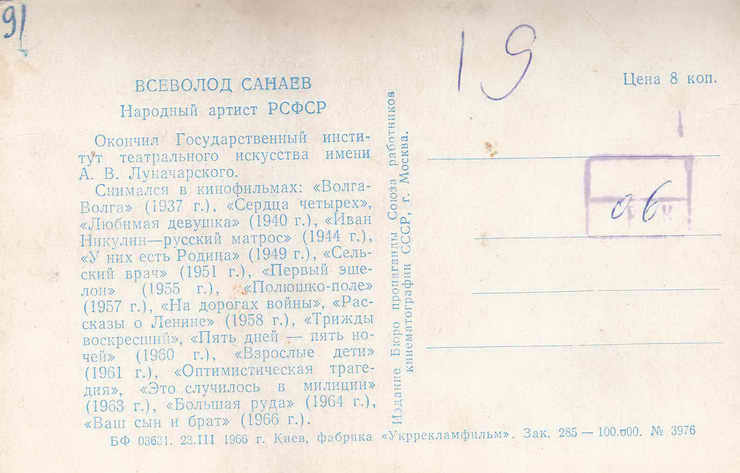 91
19
ВСЕВОЛОД САНАЕВ
Народный артист РСФСР
Окончил Государственный инсти-
тут театрального искусства имени
А. В. Луначарского.
Снимался в кинофильмах: «Волга-
Волга» (1937 г.), «Сердца четырех»,
«Любимая девушка» (1940 г.), «Иван
Никулин—русский матрос» (1944 г.),
«У них есть Родина» (1949 г.), «Сель-
ский врач» (1951 г.), «Первый эше-
лон» (1955 г.), «Полюшко-поле»
(1957 г.), «На дорогах войны», «Рас-
сказы о Ленине» (1958 г.), «Трижды
воскресший», «Пять дней — пять но-
чей» (1960 г.), «Взрослые дети»
(1961 г.), «Оптимистическая траге-
дия», «Это случилось в милиции»
(1963 г.), «Большая руда» (1964 г.),
«Ваш сын и брат» (1966 г.).
Издание Бюро пропаганды Союза работников
кинематографии СССР, г. Москва.
Цена 8 коп.
об
БФ 03631. 23.III 1966 г. Киев, фабрика «Укррекламфильм». Зак. 285 — 100.000. № 3976